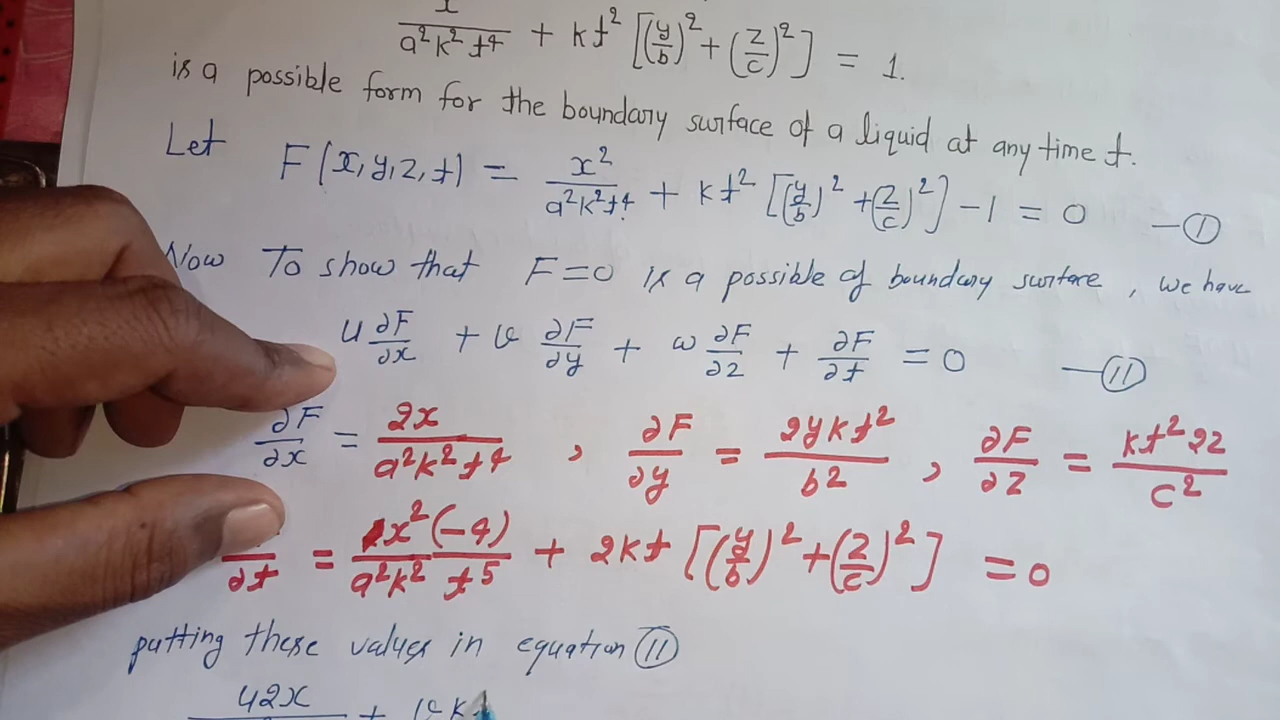 x / a²k²t⁴ + kt² [(y/b)² + (z/c)²] = 1.
is a possible form for the boundary surface of a liquid at any time t.
Let F(x,y,z,t) = x² / a²k²t⁴ + kt² [(y/b)² + (z/c)²] - 1 = 0 — I
Now To show that F=0 is a possible of boundary surface, we have
u ∂F/∂x + v ∂F/∂y + w ∂F/∂z + ∂F/∂t = 0 — II
∂F/∂x = 2x / a²k²t⁴ , ∂F/∂y = 2ykt² / b² , ∂F/∂z = kt²2z / c²
/∂t = x²(-4) / a²k² t⁵ + 2kt [(y/b)² + (z/c)²] = 0
putting these values in equation II
u2x + vk